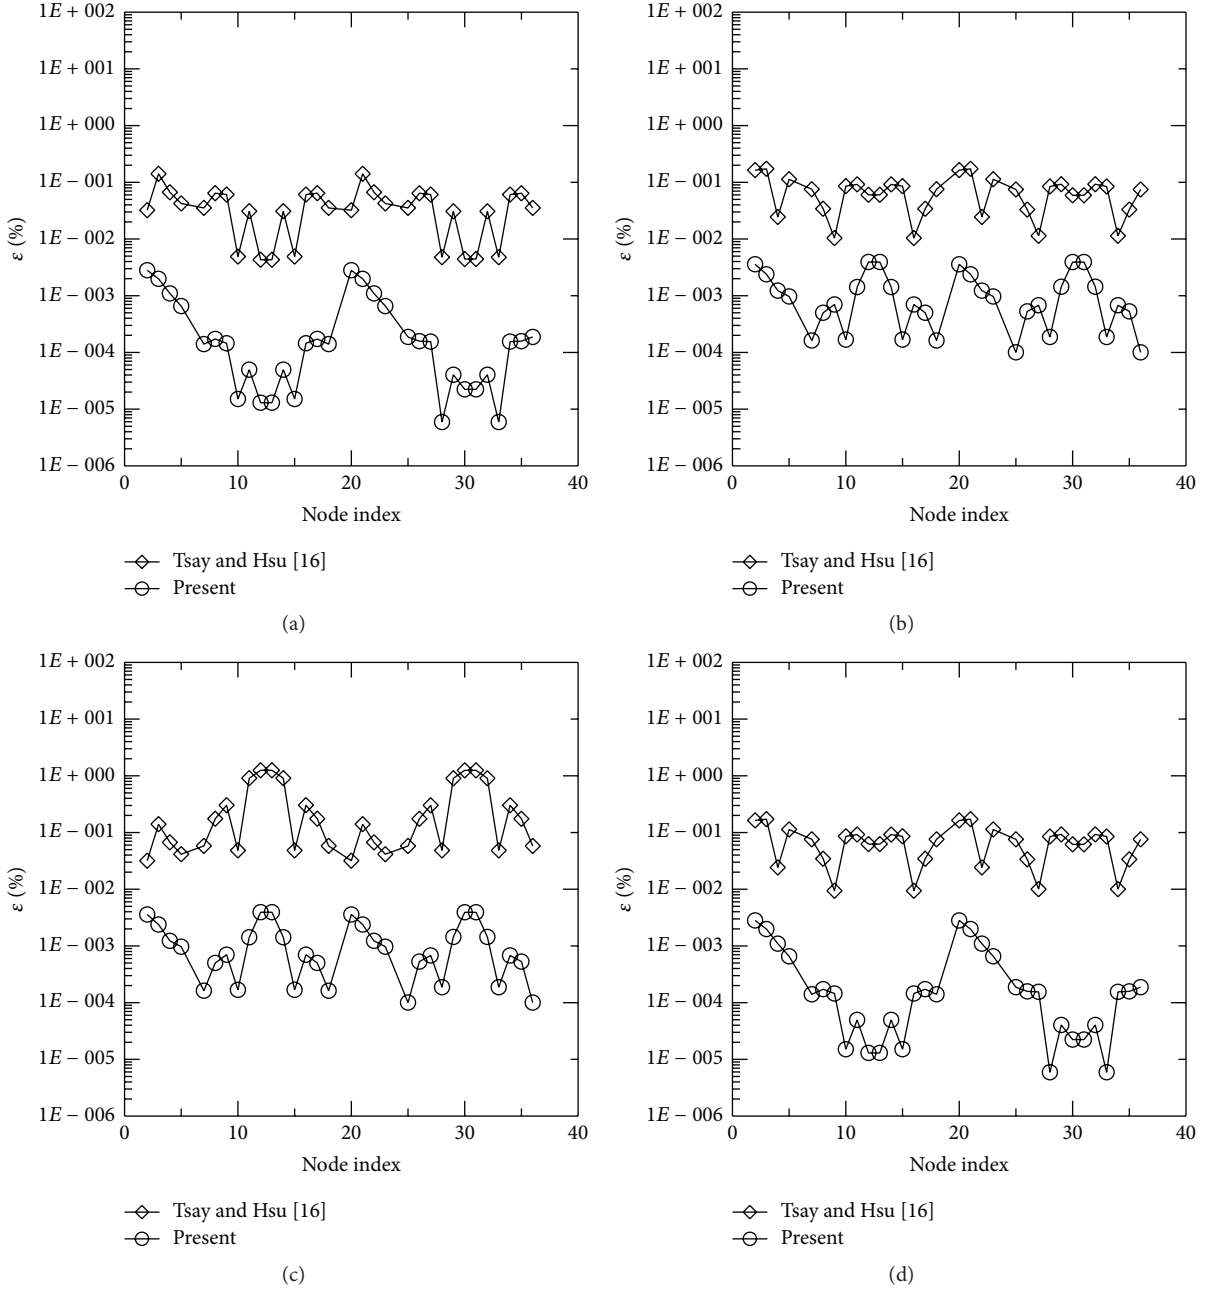 1E + 002
1E + 001
1E + 000
1E − 001
1E − 002
1E − 003
1E − 004
1E − 005
1E − 006
ε (%)
0 10 20 30 40
Node index
Tsay and Hsu [16]
Present
(a)
1E + 002
1E + 001
1E + 000
1E − 001
1E − 002
1E − 003
1E − 004
1E − 005
1E − 006
ε (%)
0 10 20 30 40
Node index
Tsay and Hsu [16]
Present
(b)
1E + 002
1E + 001
1E + 000
1E − 001
1E − 002
1E − 003
1E − 004
1E − 005
1E − 006
ε (%)
0 10 20 30 40
Node index
Tsay and Hsu [16]
Present
(c)
1E + 002
1E + 001
1E + 000
1E − 001
1E − 002
1E − 003
1E − 004
1E − 005
1E − 006
ε (%)
0 10 20 30 40
Node index
Tsay and Hsu [16]
Present
(d)